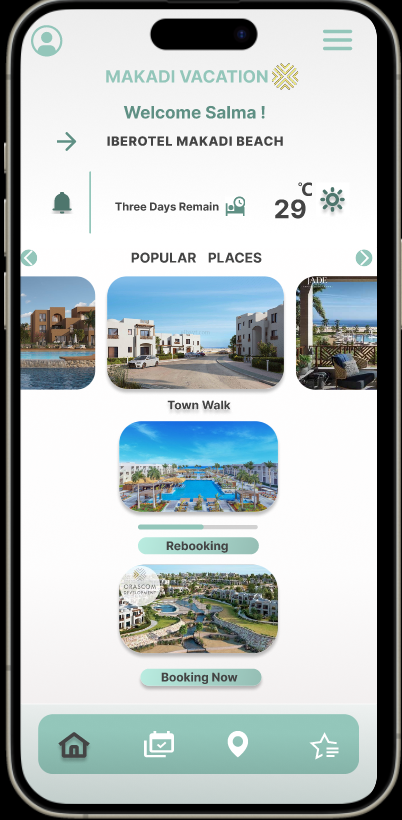 MAKADI VACATION
Welcome Salma !
IBEROTEL MAKADI BEACH
Three Days Remain
29 °C
POPULAR PLACES
JADE
Town Walk
Rebooking
ORASCOM
DEVELOPMENT
Booking Now